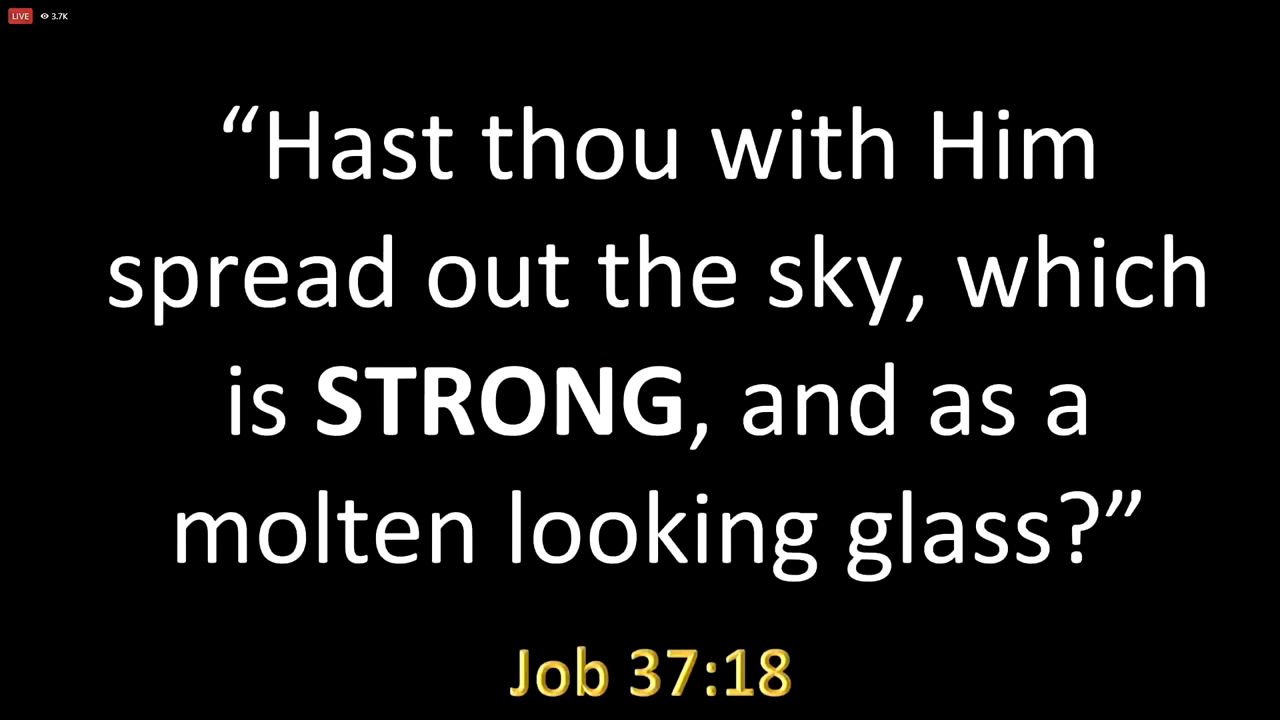 LIVE 3.7K
“Hast thou with Him
spread out the sky, which
is STRONG, and as a
molten looking glass?”
Job 37:18